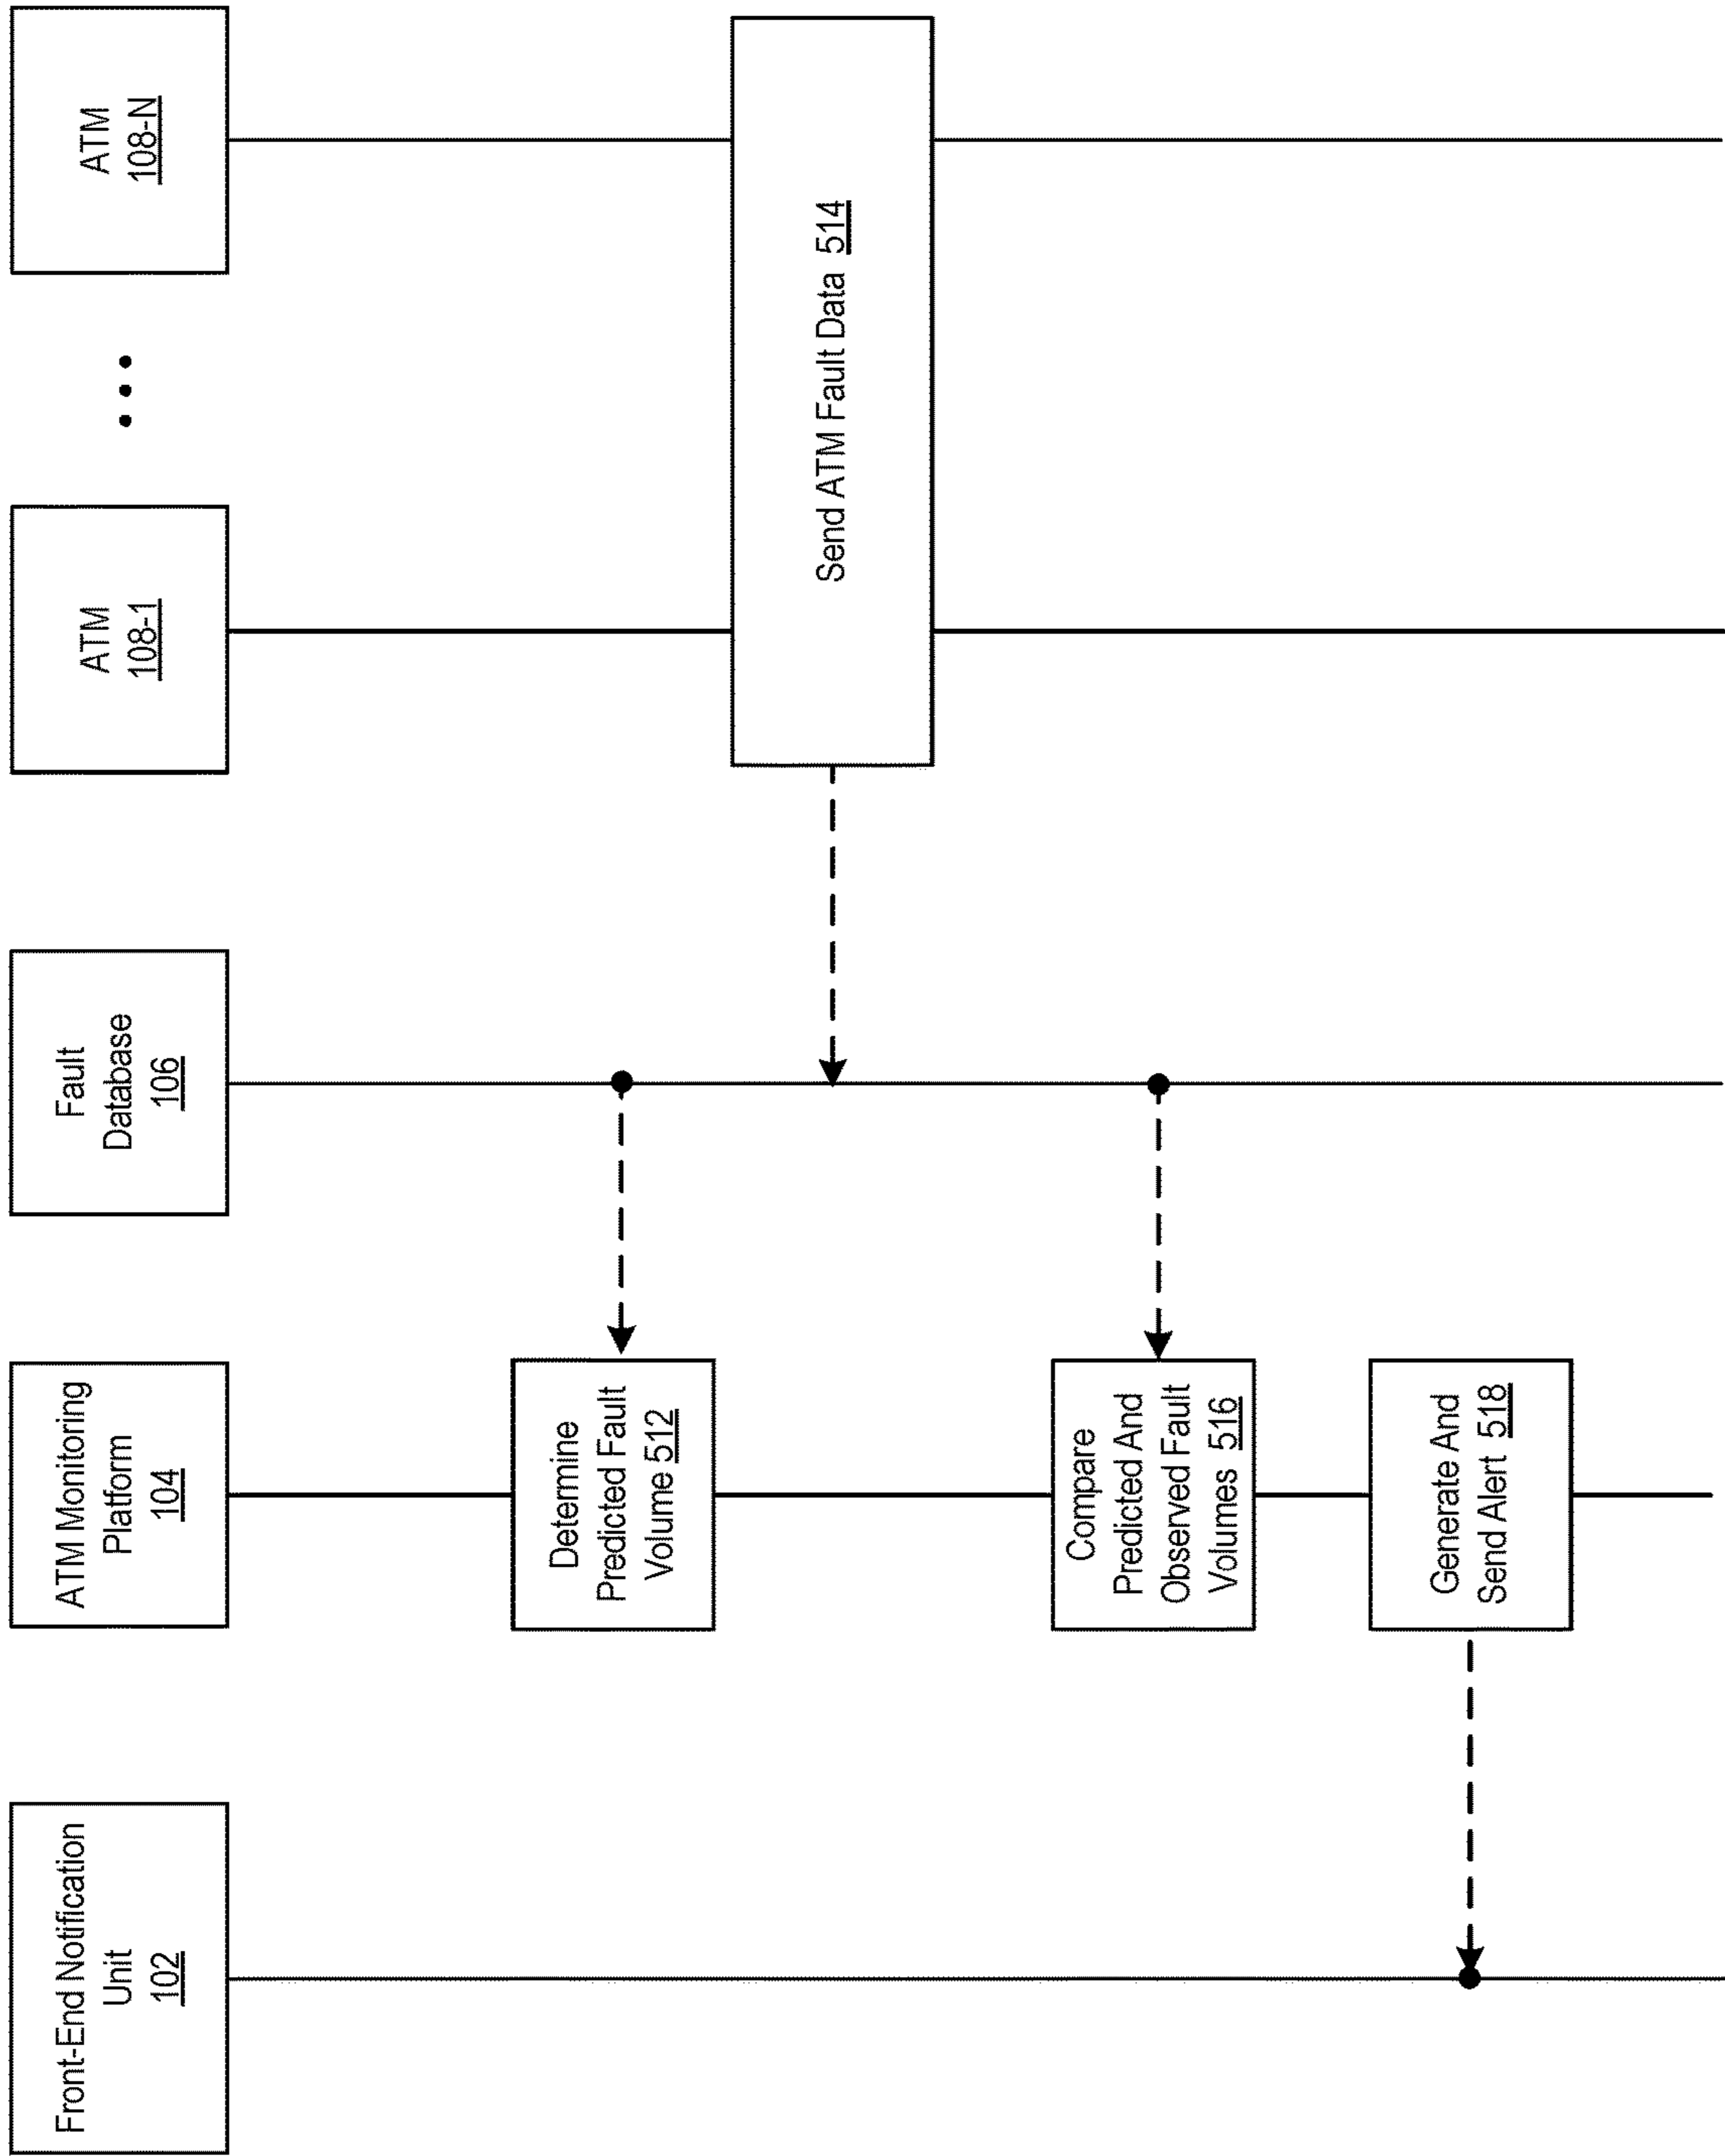 Front-End Notification
Unit
102
ATM Monitoring
Platform
104
Fault
Database
106
ATM
108-1
• • •
ATM
108-N
Determine
Predicted Fault
Volume 512
Send ATM Fault Data 514
Compare
Predicted And
Observed Fault
Volumes 516
Generate And
Send Alert 518